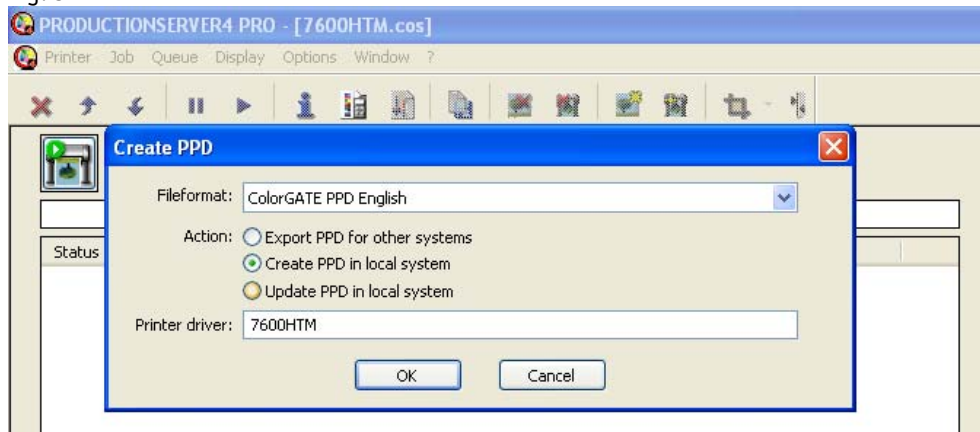 PRODUCTIONSERVER4 PRO - [7600HTM.cos]
Printer Job Queue Display Options Window ?
Create PPD
Fileformat: ColorGATE PPD English
Action: Export PPD for other systems
Create PPD in local system
Update PPD in local system
Printer driver: 7600HTM
OK Cancel
Status